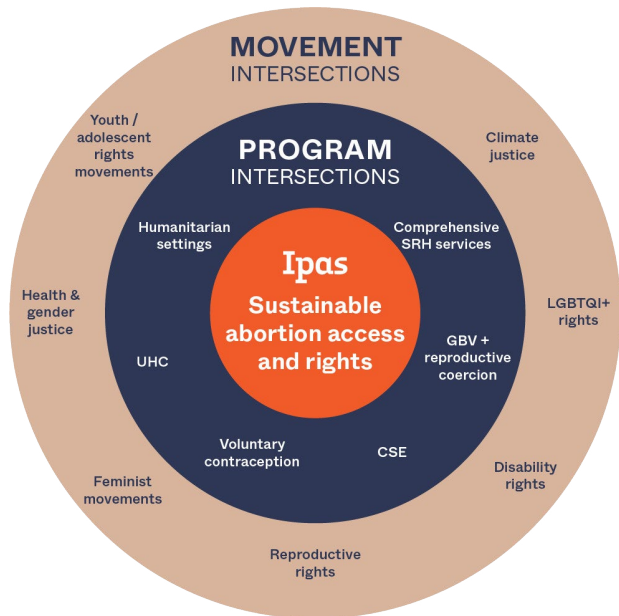 MOVEMENT
INTERSECTIONS
Youth /
adolescent
rights
movements
Climate
justice
PROGRAM
INTERSECTIONS
Humanitarian
settings
Comprehensive
SRH services
Ipas
Sustainable
abortion access
and rights
Health &
gender
justice
LGBTQI+
rights
UHC
GBV +
reproductive
coercion
Voluntary
contraception
CSE
Feminist
movements
Disability
rights
Reproductive
rights